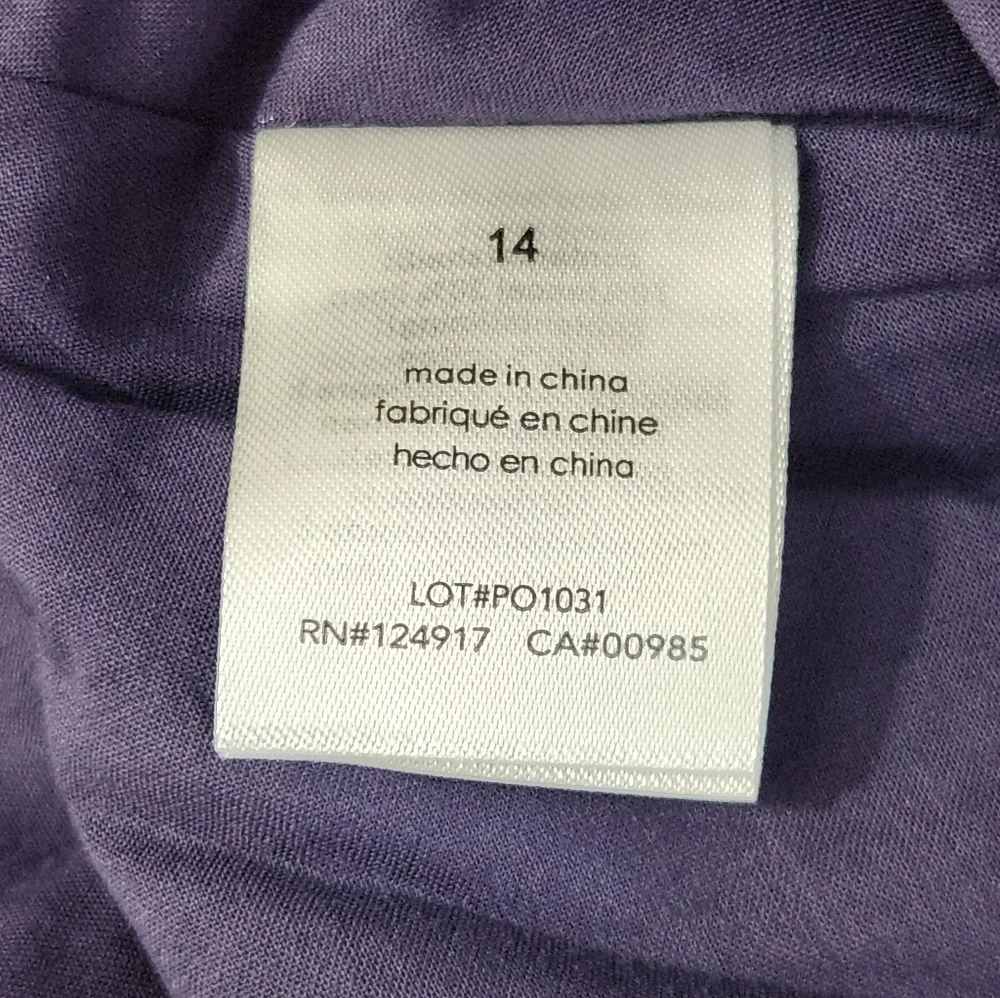 14
made in china
fabriqué en chine
hecho en china
LOT#PO1031
RN#124917 CA#00985